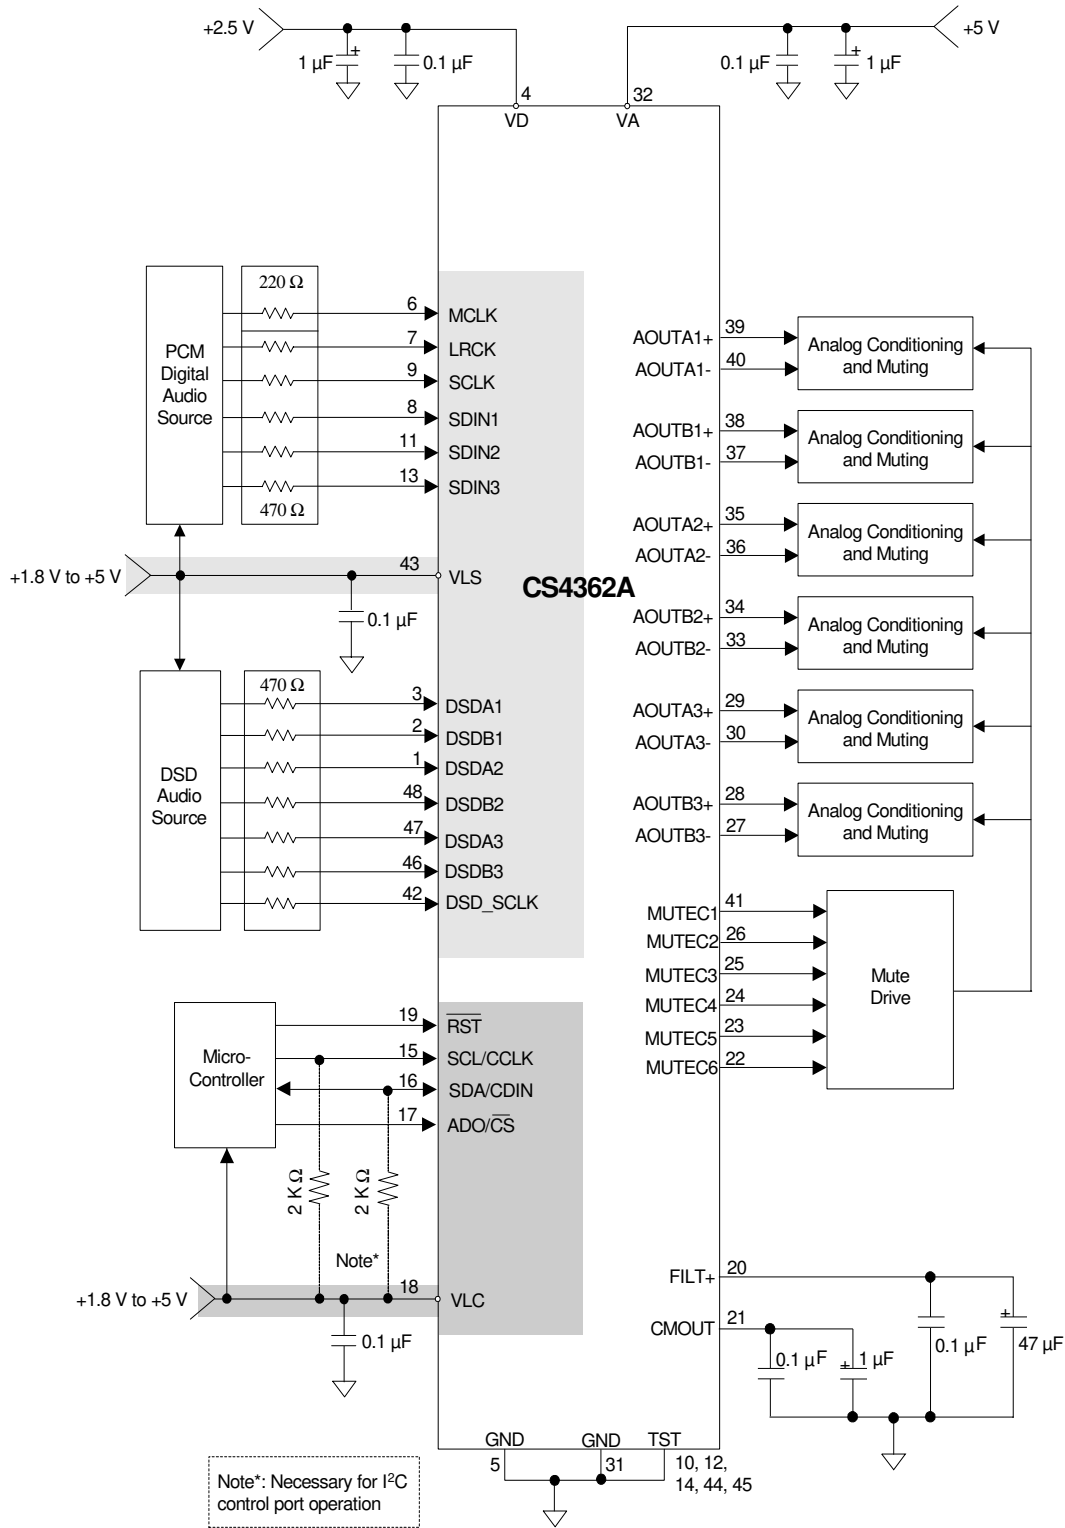 +2.5 V
+5 V
1 µF
+
0.1 µF
0.1 µF
+
1 µF
4
32
VD
VA
220 Ω
PCM
Digital
Audio
Source
6
MCLK
7
LRCK
9
SCLK
8
SDIN1
11
SDIN2
13
SDIN3
470 Ω
+1.8 V to +5 V
43
VLS
0.1 µF
CS4362A
470 Ω
DSD
Audio
Source
3
DSDA1
2
DSDB1
1
DSDA2
48
DSDB2
47
DSDA3
46
DSDB3
42
DSD_SCLK
Micro-
Controller
19
RST
15
SCL/CCLK
16
SDA/CDIN
17
ADO/CS
2 K Ω
2 K Ω
Note*
+1.8 V to +5 V
18
VLC
0.1 µF
AOUTA1+
39
AOUTA1-
40
Analog Conditioning
and Muting
AOUTB1+
38
AOUTB1-
37
Analog Conditioning
and Muting
AOUTA2+
35
AOUTA2-
36
Analog Conditioning
and Muting
AOUTB2+
34
AOUTB2-
33
Analog Conditioning
and Muting
AOUTA3+
29
AOUTA3-
30
Analog Conditioning
and Muting
AOUTB3+
28
AOUTB3-
27
Analog Conditioning
and Muting
MUTEC1
41
MUTEC2
26
MUTEC3
25
MUTEC4
24
MUTEC5
23
MUTEC6
22
Mute
Drive
FILT+
20
CMOUT
21
0.1 µF
+
1 µF
0.1 µF
+
47 µF
GND
GND
TST
5
31
10, 12,
14, 44, 45
Note*: Necessary for I²C
control port operation